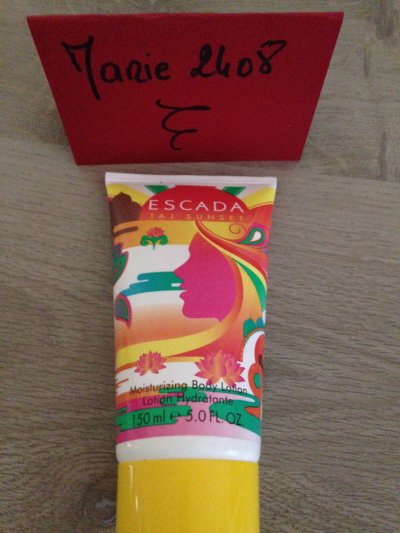 Marie 2408
ESCADA
TAJ SUNSET
Moisturizing Body Lotion
Lotion Hydratante
150 ml e 5.0 FL. OZ.